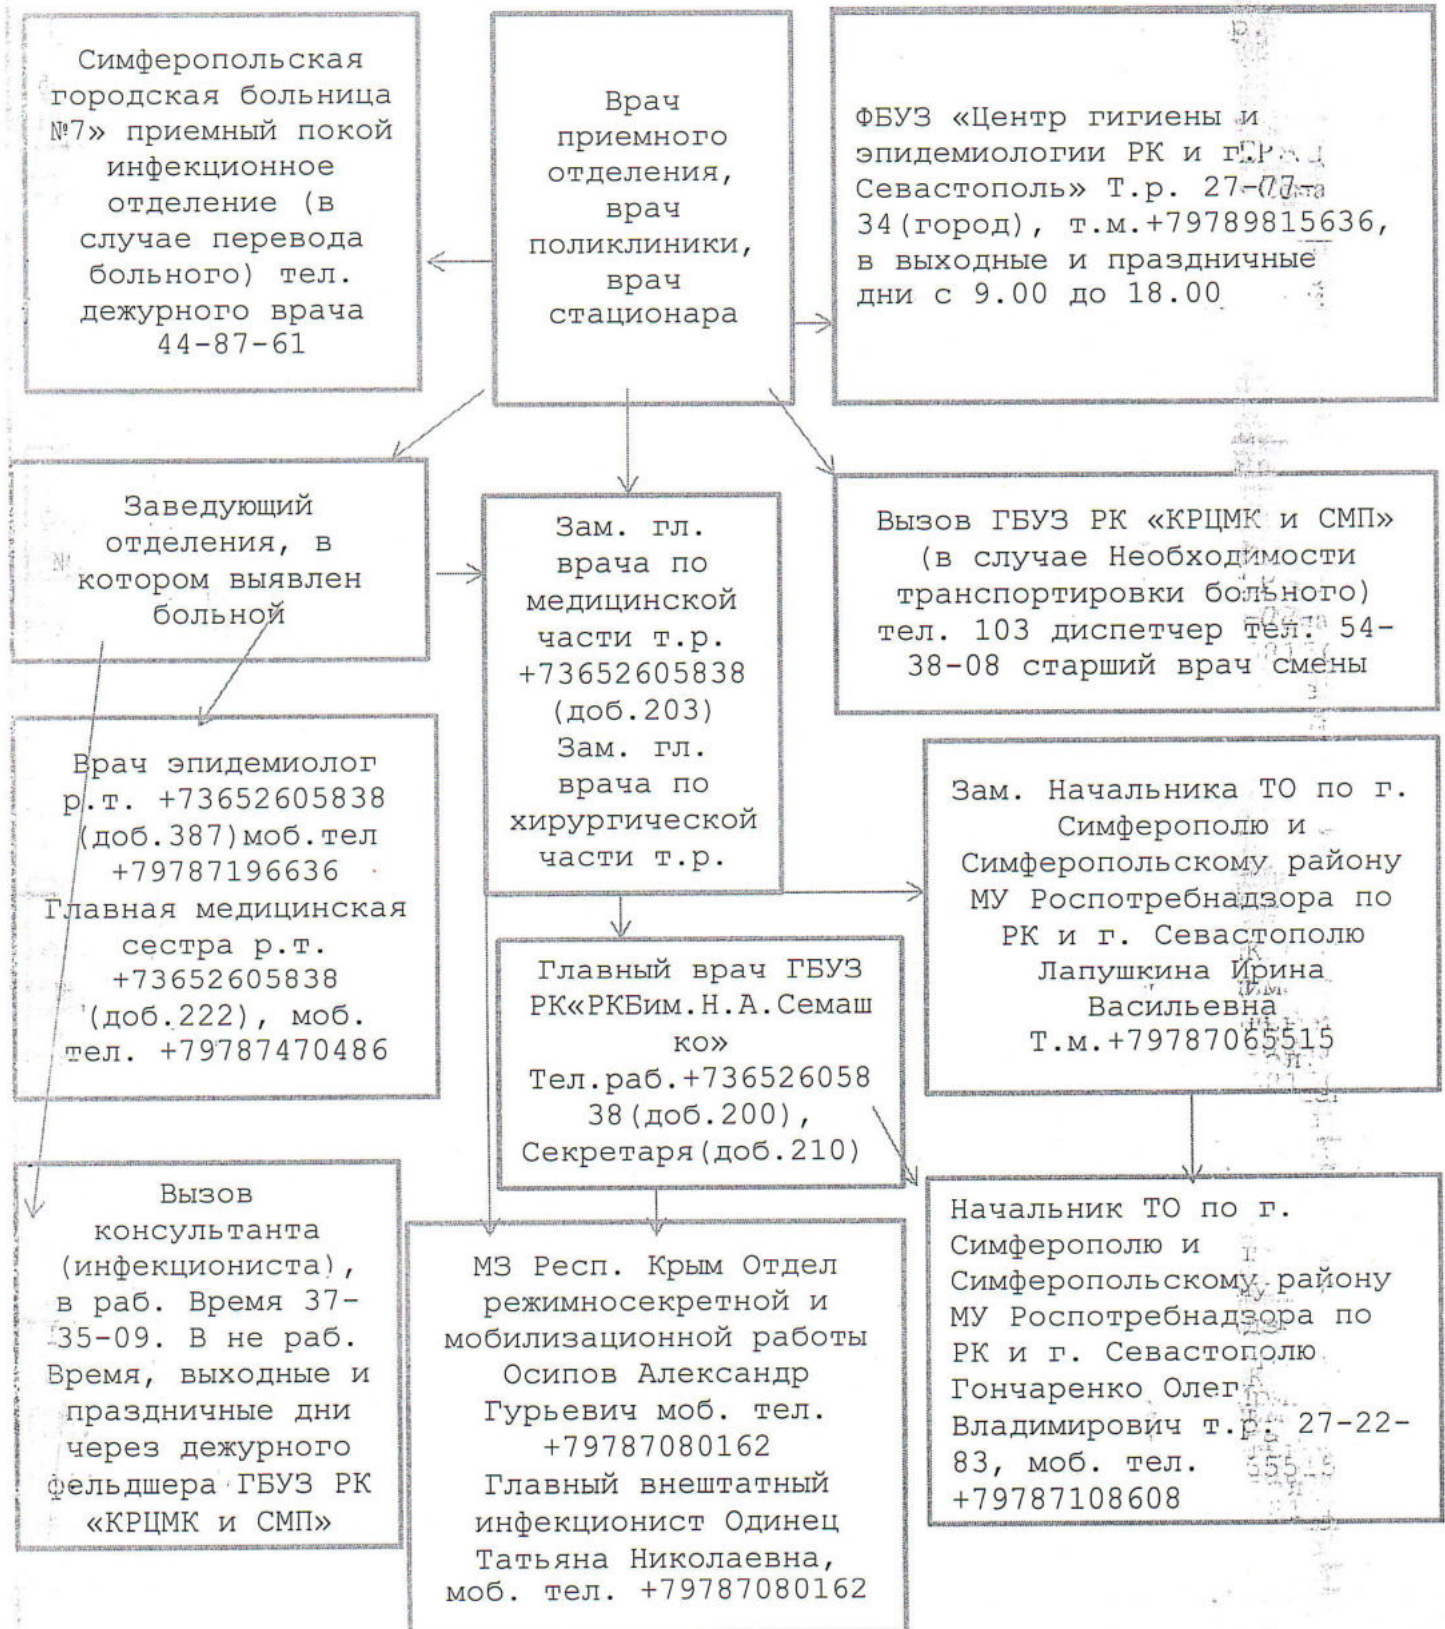 Симферопольская
городская больница
№7» приемный покой
инфекционное
отделение (в
случае перевода
больного) тел.
дежурного врача
44-87-61
Врач
приемного
отделения,
врач
поликлиники,
врач
стационара
ФБУЗ «Центр гигиены и
эпидемиологии РК и г.
Севастополь» Т.р. 27-77-
34(город), т.м.+79789815636,
в выходные и праздничные
дни с 9.00 до 18.00
Заведующий
отделения, в
котором выявлен
больной
Зам. гл.
врача по
медицинской
части т.р.
+73652605838
(доб.203)
Зам. гл.
врача по
хирургической
части т.р.
Вызов ГБУЗ РК «КРЦМК и СМП»
(в случае Необходимости
транспортировки больного)
тел. 103 диспетчер тел. 54-
38-08 старший врач смены
Врач эпидемиолог
р.т. +73652605838
(доб.387)моб.тел
+79787196636
Главная медицинская
сестра р.т.
+73652605838
(доб.222), моб.
тел. +79787470486
Зам. Начальника ТО по г.
Симферополю и
Симферопольскому району
МУ Роспотребнадзора по
РК и г. Севастополю
Лапушкина Ирина
Васильевна
Т.м.+79787065515
Главный врач ГБУЗ
РК«РКБим.Н.А.Семаш
ко»
Тел.раб.+736526058
38(доб.200),
Секретаря(доб.210)
Вызов
консультанта
(инфекциониста),
в раб. Время 37-
35-09. В не раб.
Время, выходные и
праздничные дни
через дежурного
фельдшера ГБУЗ РК
«КРЦМК и СМП»
МЗ Респ. Крым Отдел
режимносекретной и
мобилизационной работы
Осипов Александр
Гурьевич моб. тел.
+79787080162
Главный внештатный
инфекционист Одинец
Татьяна Николаевна,
моб. тел. +79787080162
Начальник ТО по г.
Симферополю и
Симферопольскому району
МУ Роспотребнадзора по
РК и г. Севастополю
Гончаренко Олег
Владимирович т.р. 27-22-
83, моб. тел.
+79787108608